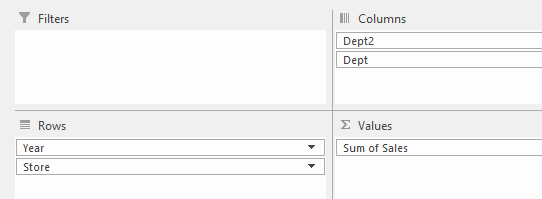 Filters
Columns
Dept2
Dept
Rows
Year
Store
Values
Sum of Sales